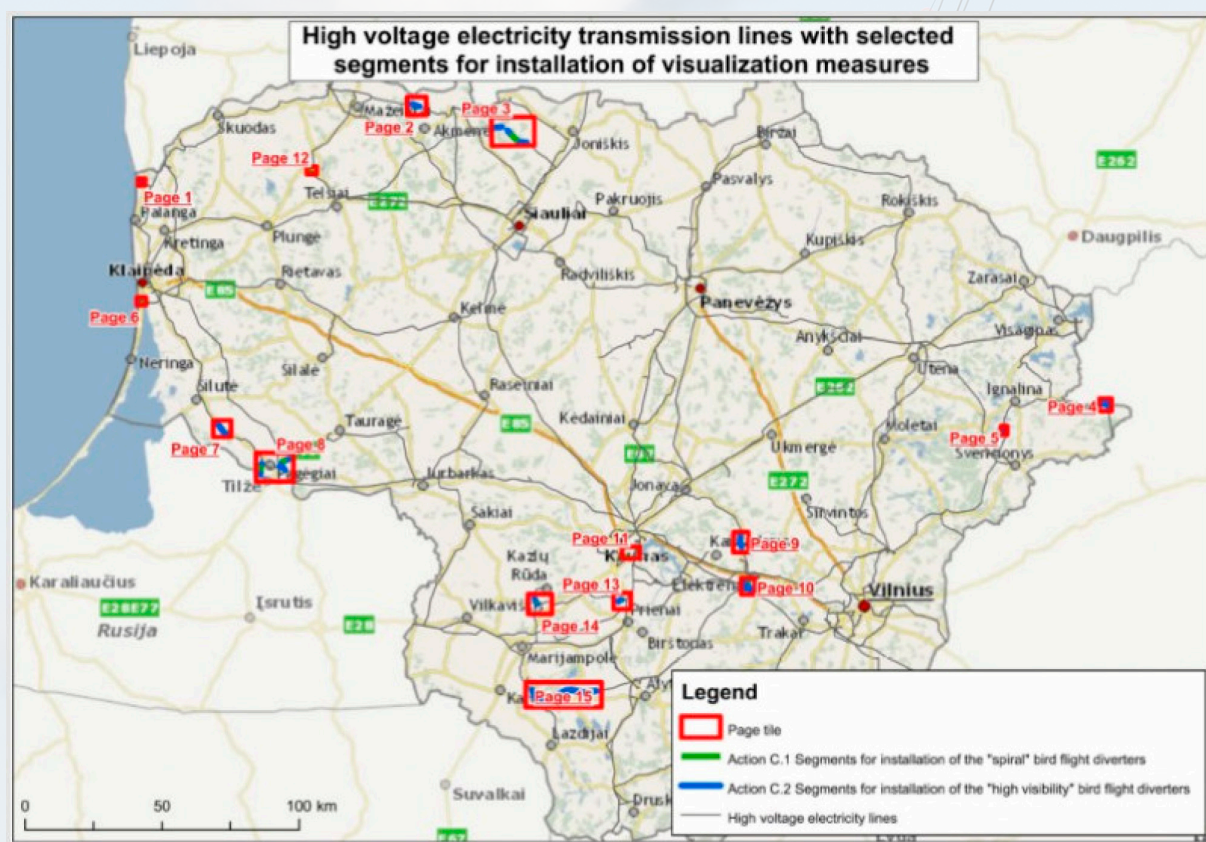 High voltage electricity transmission lines with selected
segments for installation of visualization measures
Liepoja
Page 3
Page 2
Akmenė
Skuodas
Joniškis
Biržai
E262
Page 12
Page 1
Telšiai
Pasvalys
Palanga
Šiauliai
Pakruojis
Rokiškis
Kretinga
Plungė
Daugpilis
Kupiškis
Klaipėda
Rietavas
Radviliškis
Zarasai
E85
Panevėžys
Page 6
Kelmė
Visaginas
Anykščiai
Neringa
Šilalė
Utena
Šilutė
Raseiniai
E262
Ignalina
Page 4
Kėdainiai
Tauragė
E85
Moletai
Page 5
Page 7
Page 8
Ukmergė
Švenčionys
Tilžė
Jurbarkas
E272
Jonava
Širvintos
Šakiai
Page 11
Kazlų
Page 9
Karaliaučius
Rūda
Page 13
Page 10
Vilnius
E28E77
Įsrutis
Vilkaviš
Prienai
Rusija
E28
Page 14
Birštonas
Trakai
Marijampolė
Page 15
Legend
Lazdijai
Page tile
Action C.1 Segments for installation of the "spiral" bird flight diverters
Suvalkai
Action C.2 Segments for installation of the "high visibility" bird flight diverters
0 50 100 km
Drusk
High voltage electricity lines
E67